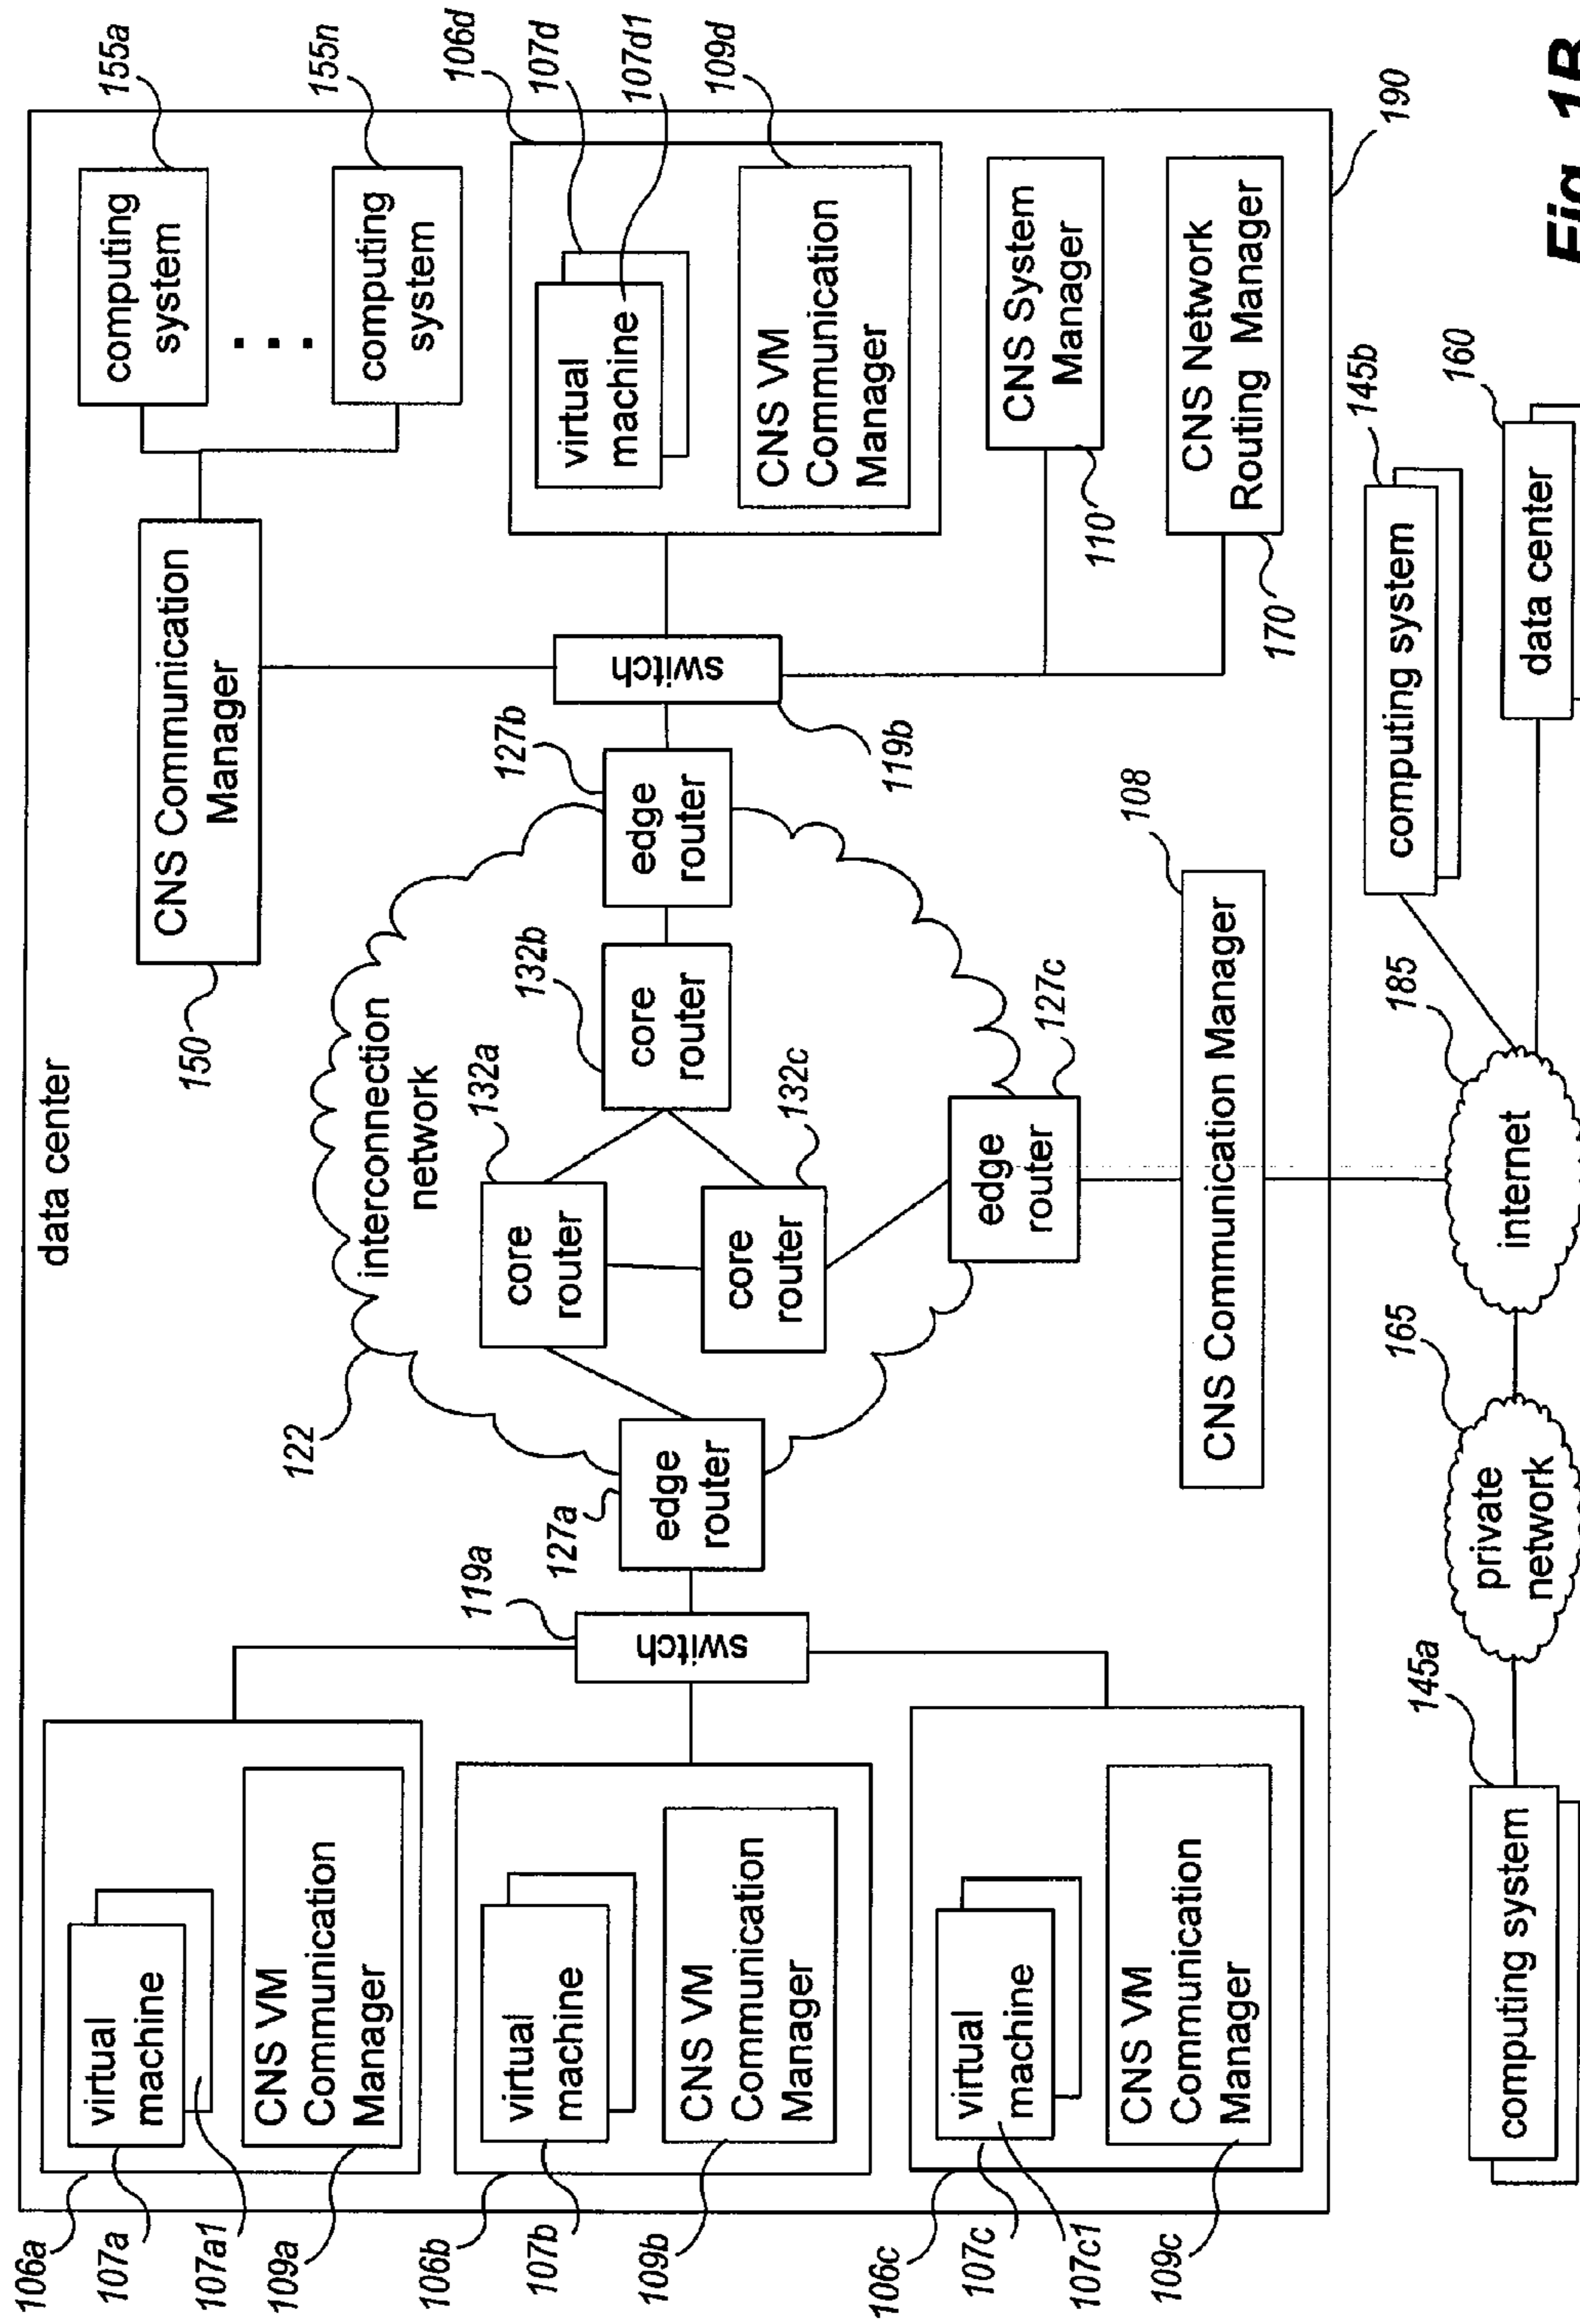 data center
106a
107a
107a1
109a
virtual
machine
CNS VM
Communication
Manager
106b
107b
109b
virtual
machine
CNS VM
Communication
Manager
106c
107c
107c1
109c
virtual
machine
CNS VM
Communication
Manager
119a
switch
127a
edge
router
122
interconnection
network
132a
core
router
132b
core
router
132c
core
router
127b
edge
router
127c
edge
router
150
CNS Communication
Manager
119b
switch
155a
computing
system
155n
computing
system
106d
107d
107d1
109d
virtual
machine
CNS VM
Communication
Manager
110
CNS System
Manager
170
CNS Network
Routing Manager
190
108
CNS Communication Manager
145a
computing system
165
private
network
185
internet
145b
computing system
160
data center
Fig. 1B